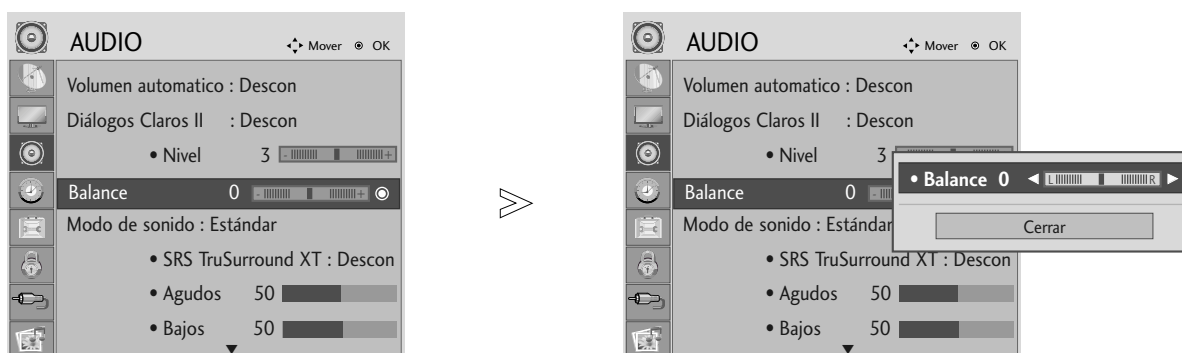 AUDIO Mover OK
Volumen automatico : Descon
Diálogos Claros II : Descon
• Nivel 3 - +
Balance 0 - +
Modo de sonido : Estándar
• SRS TruSurround XT : Descon
• Agudos 50
• Bajos 50
AUDIO Mover OK
Volumen automatico : Descon
Diálogos Claros II : Descon
• Nivel 3
Balance 0 -
Modo de sonido : Estándar
• SRS TruSurround XT : Descon
• Agudos 50
• Bajos 50
• Balance 0 L R
Cerrar